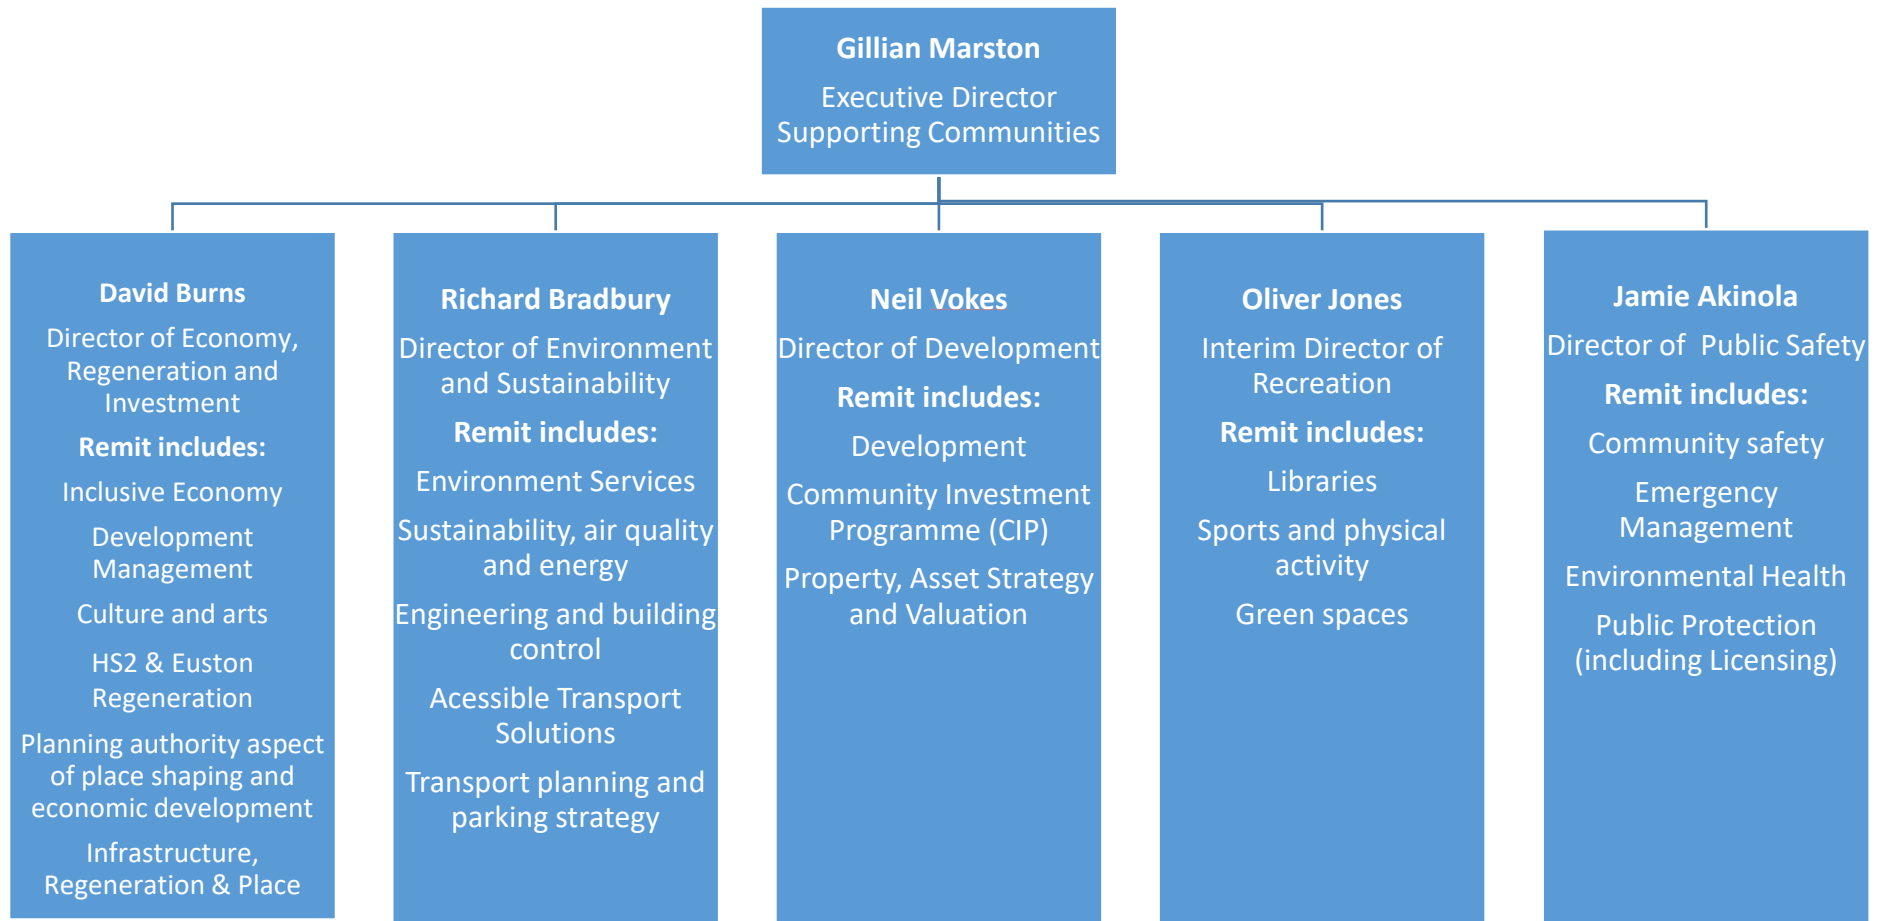 Gillian Marston
Executive Director
Supporting Communities
David Burns
Director of Economy,
Regeneration and
Investment
Remit includes:
Inclusive Economy
Development
Management
Culture and arts
HS2 & Euston
Regeneration
Planning authority aspect
of place shaping and
economic development
Infrastructure,
Regeneration & Place
Richard Bradbury
Director of Environment
and Sustainability
Remit includes:
Environment Services
Sustainability, air quality
and energy
Engineering and building
control
Acessible Transport
Solutions
Transport planning and
parking strategy
Neil Vokes
Director of Development
Remit includes:
Development
Community Investment
Programme (CIP)
Property, Asset Strategy
and Valuation
Oliver Jones
Interim Director of
Recreation
Remit includes:
Libraries
Sports and physical
activity
Green spaces
Jamie Akinola
Director of  Public Safety
Remit includes:
Community safety
Emergency
Management
Environmental Health
Public Protection
(including Licensing)